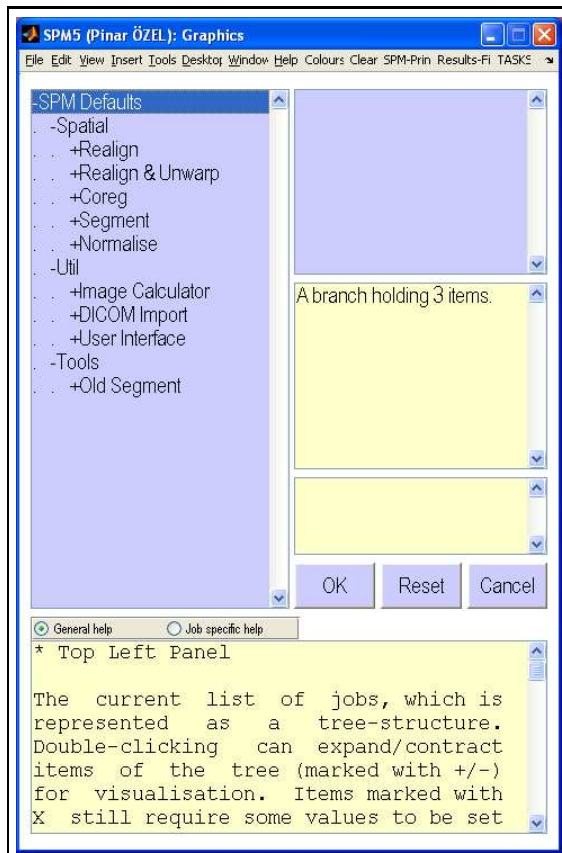 SPM5 (Pinar ÖZEL): Graphics
File Edit View Insert Tools Desktop Window Help Colours Clear SPM-Prin Results-Fi TASKS
-SPM Defaults
. -Spatial
. . +Realign
. . +Realign & Unwarp
. . +Coreg
. . +Segment
. . +Normalise
. -Util
. . +Image Calculator
. . +DICOM Import
. . +User Interface
. -Tools
. . +Old Segment
A branch holding 3 items.
OK Reset Cancel
General help Job specific help
* Top Left Panel
The current list of jobs, which is
represented as a tree-structure.
Double-clicking can expand/contract
items of the tree (marked with +/-)
for visualisation. Items marked with
X still require some values to be set